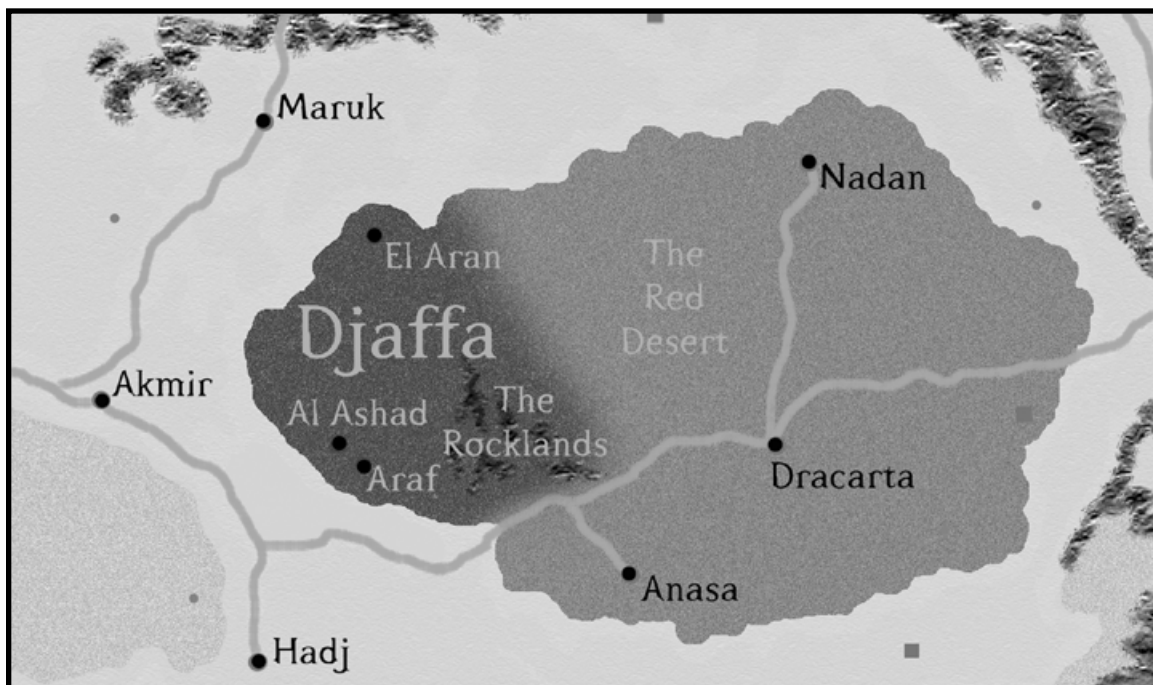 Maruk
Nadan
El Aran
The
Red
Desert
Djaffa
Akmir
Al Ashad
The
Rocklands
Araf
Dracarta
Anasa
Hadj